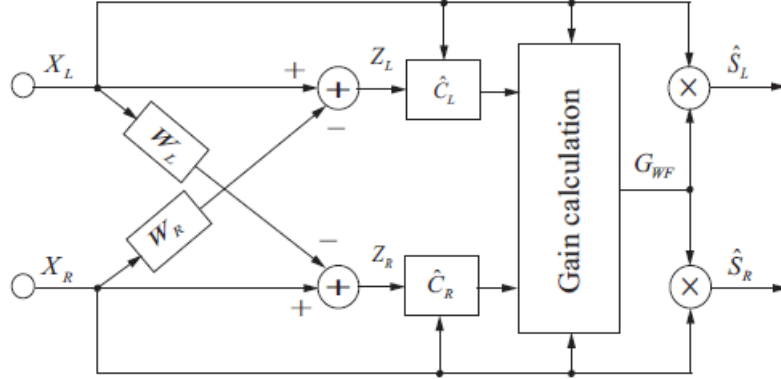 X_L
+
+
−
Z_L
Ĉ_L
Ŝ_L
×
W_L
Gain calculation
G_WF
W_R
X_R
−
+
+
Z_R
Ĉ_R
×
Ŝ_R